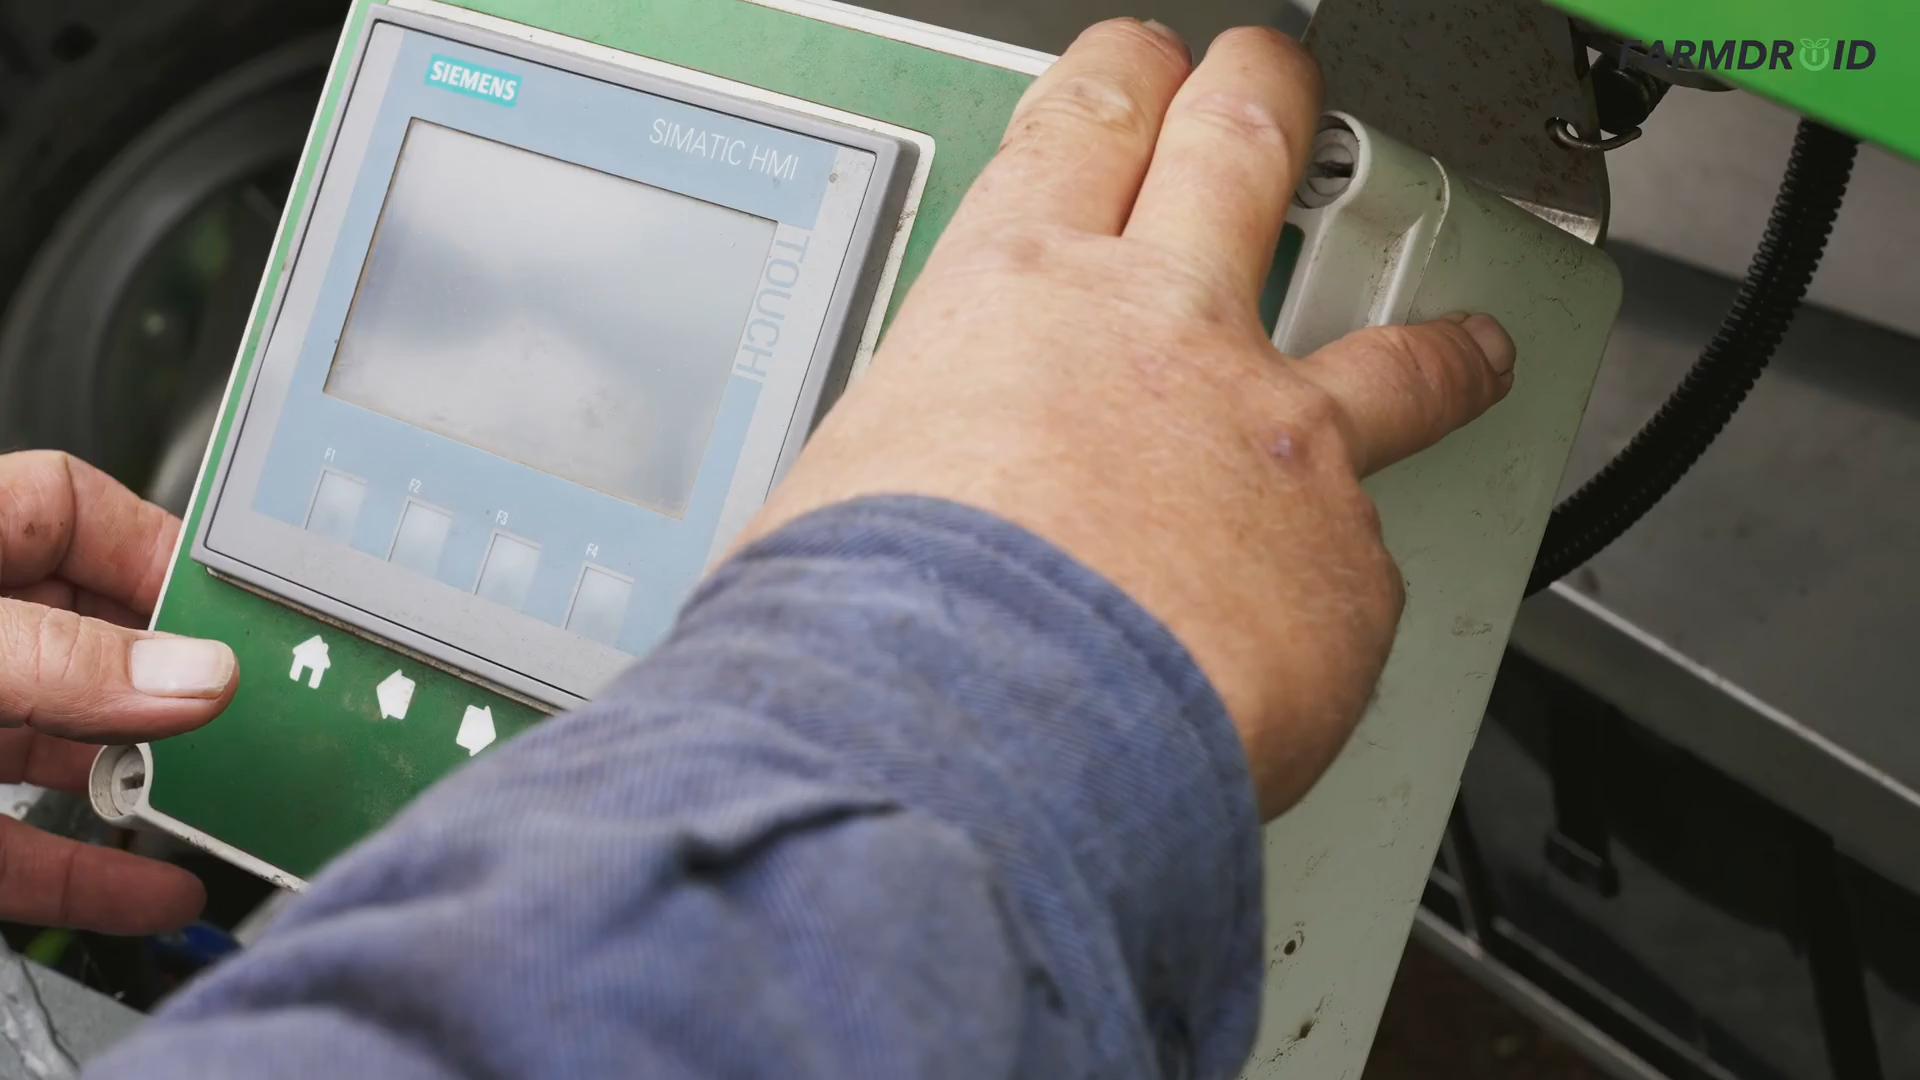 FARMDROID
SIEMENS
SIMATIC HMI
TOUCH
F1
F2
F3
F4